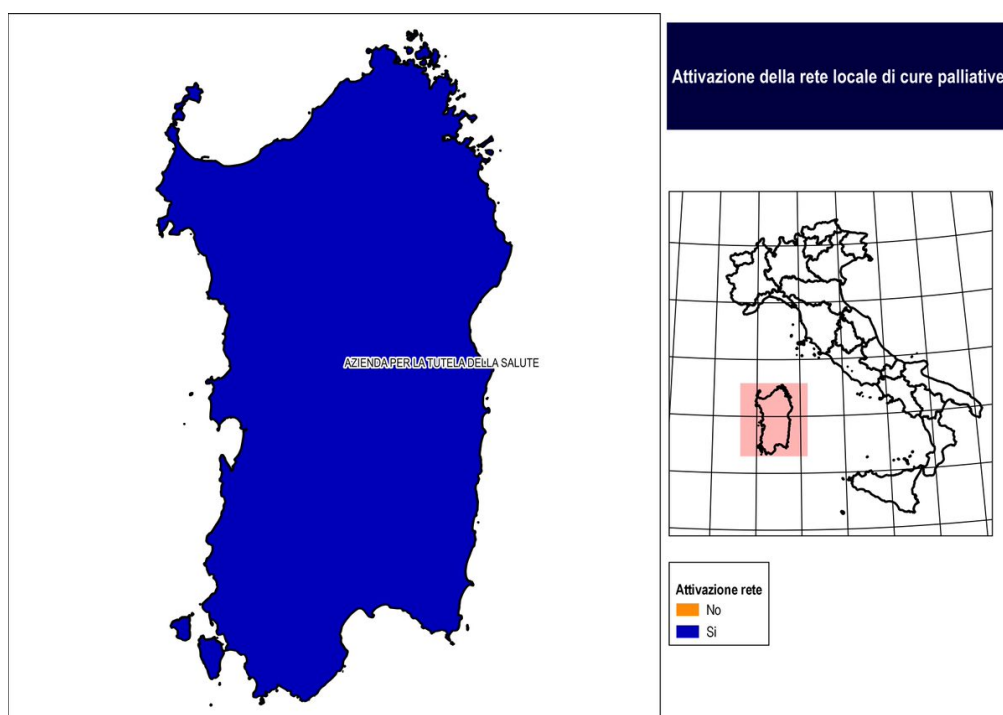 Attivazione della rete locale di cure palliative
AZIENDA PER LA TUTELA DELLA SALUTE
Attivazione rete
No
Si